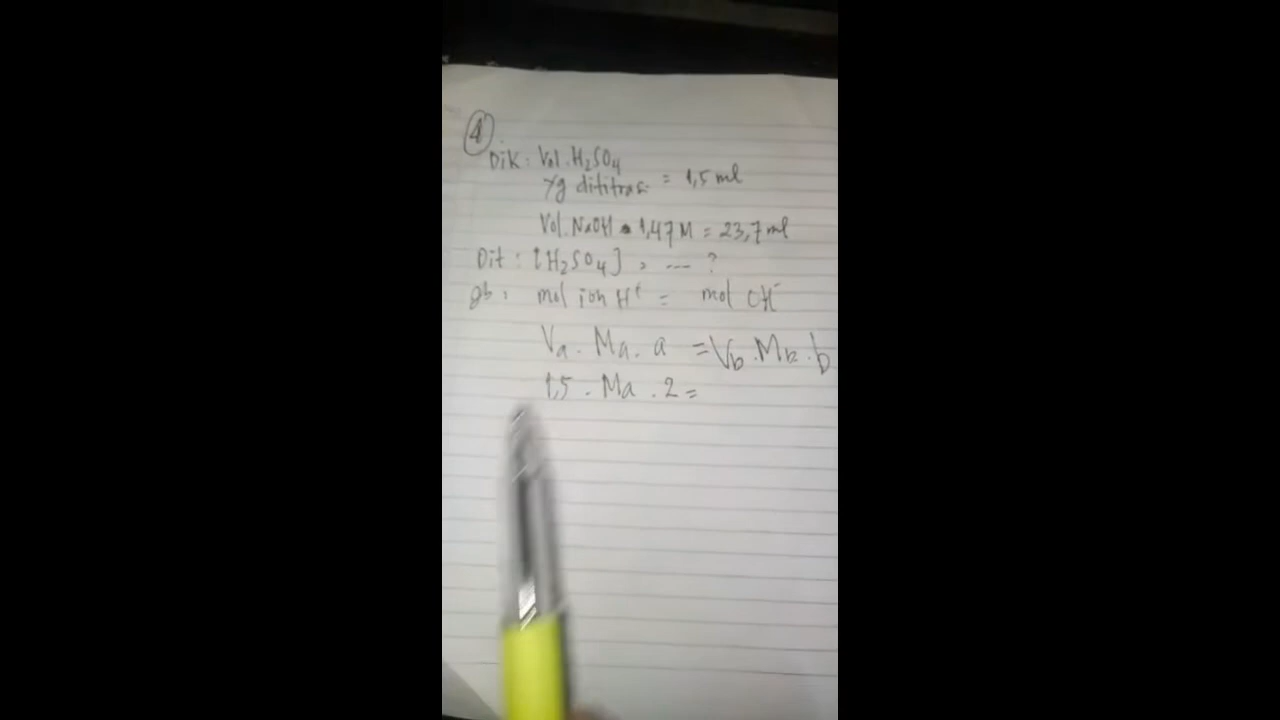 4
Dik : Vol. H2SO4
yg dititrasi = 1,5 ml
Vol. NaOH 1,47 M = 23,7 ml
Dit : [H2SO4] = --- ?
Jb : mol ion H+ = mol OH-
Va . Ma . a = Vb . Mb . b
1,5 . Ma . 2 =